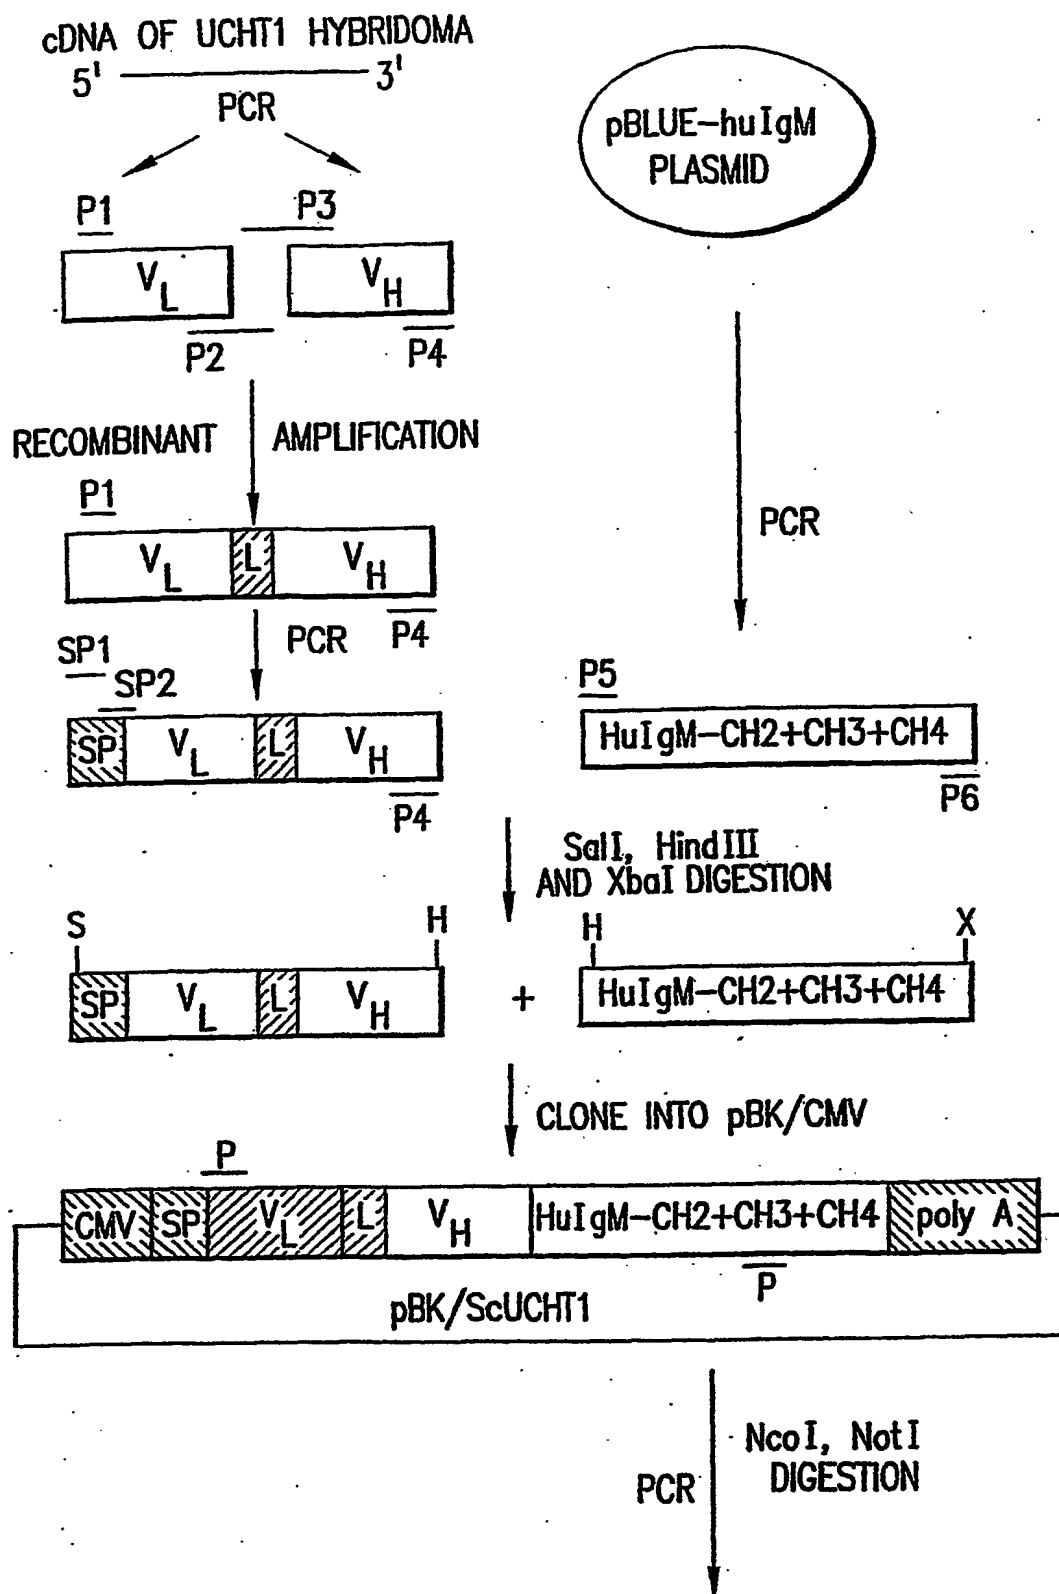 cDNA OF UCHT1 HYBRIDOMA
5' 3'
PCR
pBLUE-huIgM
PLASMID
P1 P3
VL VH
P2 P4
RECOMBINANT AMPLIFICATION
PCR
P1
VL L VH
P4
PCR
SP1
SP2
SP VL L VH
P4
P5
HuIgM-CH2+CH3+CH4
P6
SalI, HindIII
AND XbaI DIGESTION
S H
SP VL L VH
+
H X
HuIgM-CH2+CH3+CH4
CLONE INTO pBK/CMV
P
CMV SP VL L VH HuIgM-CH2+CH3+CH4 poly A
P
pBK/ScUCHT1
PCR
NcoI, NotI
DIGESTION